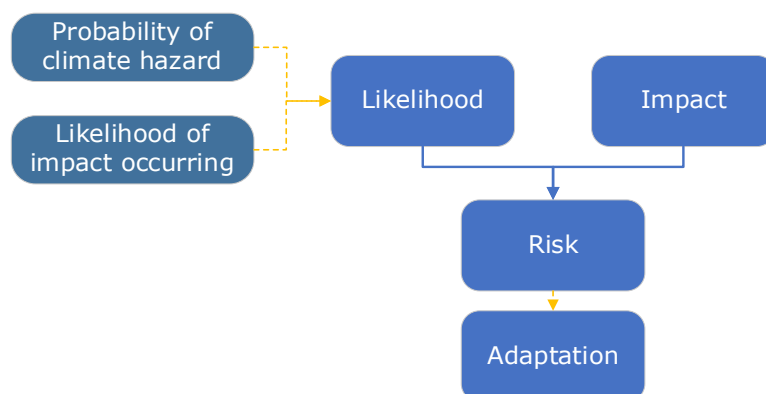 Probability of
climate hazard
Likelihood of
impact occurring
Likelihood
Impact
Risk
Adaptation